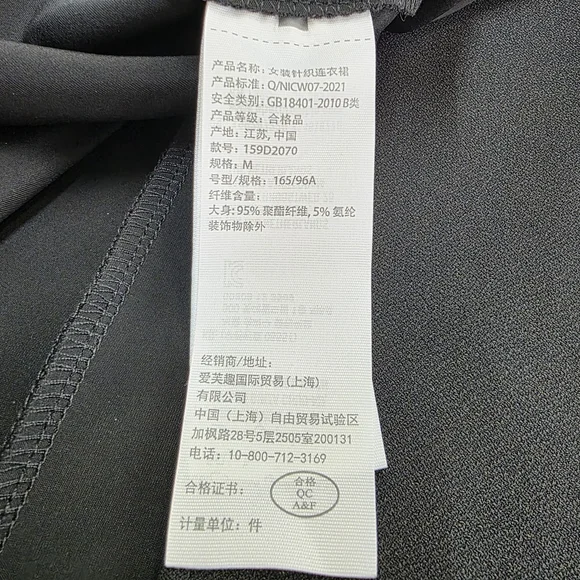 产品名称: 女装针织连衣裙
产品标准: Q/NICW07-2021
安全类别: GB18401-2010 B类
产品等级: 合格品
产地: 江苏, 中国
款号: 159D2070
规格: M
号型/规格: 165/96A
纤维含量:
大身: 95% 聚酯纤维, 5% 氨纶
装饰物除外
经销商/地址:
爱芙趣国际贸易(上海)
有限公司
中国（上海）自由贸易试验区
加枫路28号5层2505室200131
电话: 10-800-712-3169
合格证书:
合格
QC
A&F
计量单位: 件